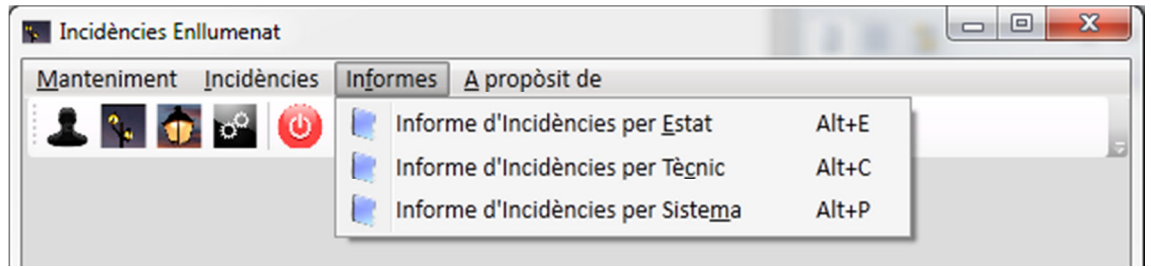 Incidències Enllumenat
Manteniment Incidències Informes A propòsit de
Informe d'Incidències per Estat Alt+E
Informe d'Incidències per Tècnic Alt+C
Informe d'Incidències per Sistema Alt+P